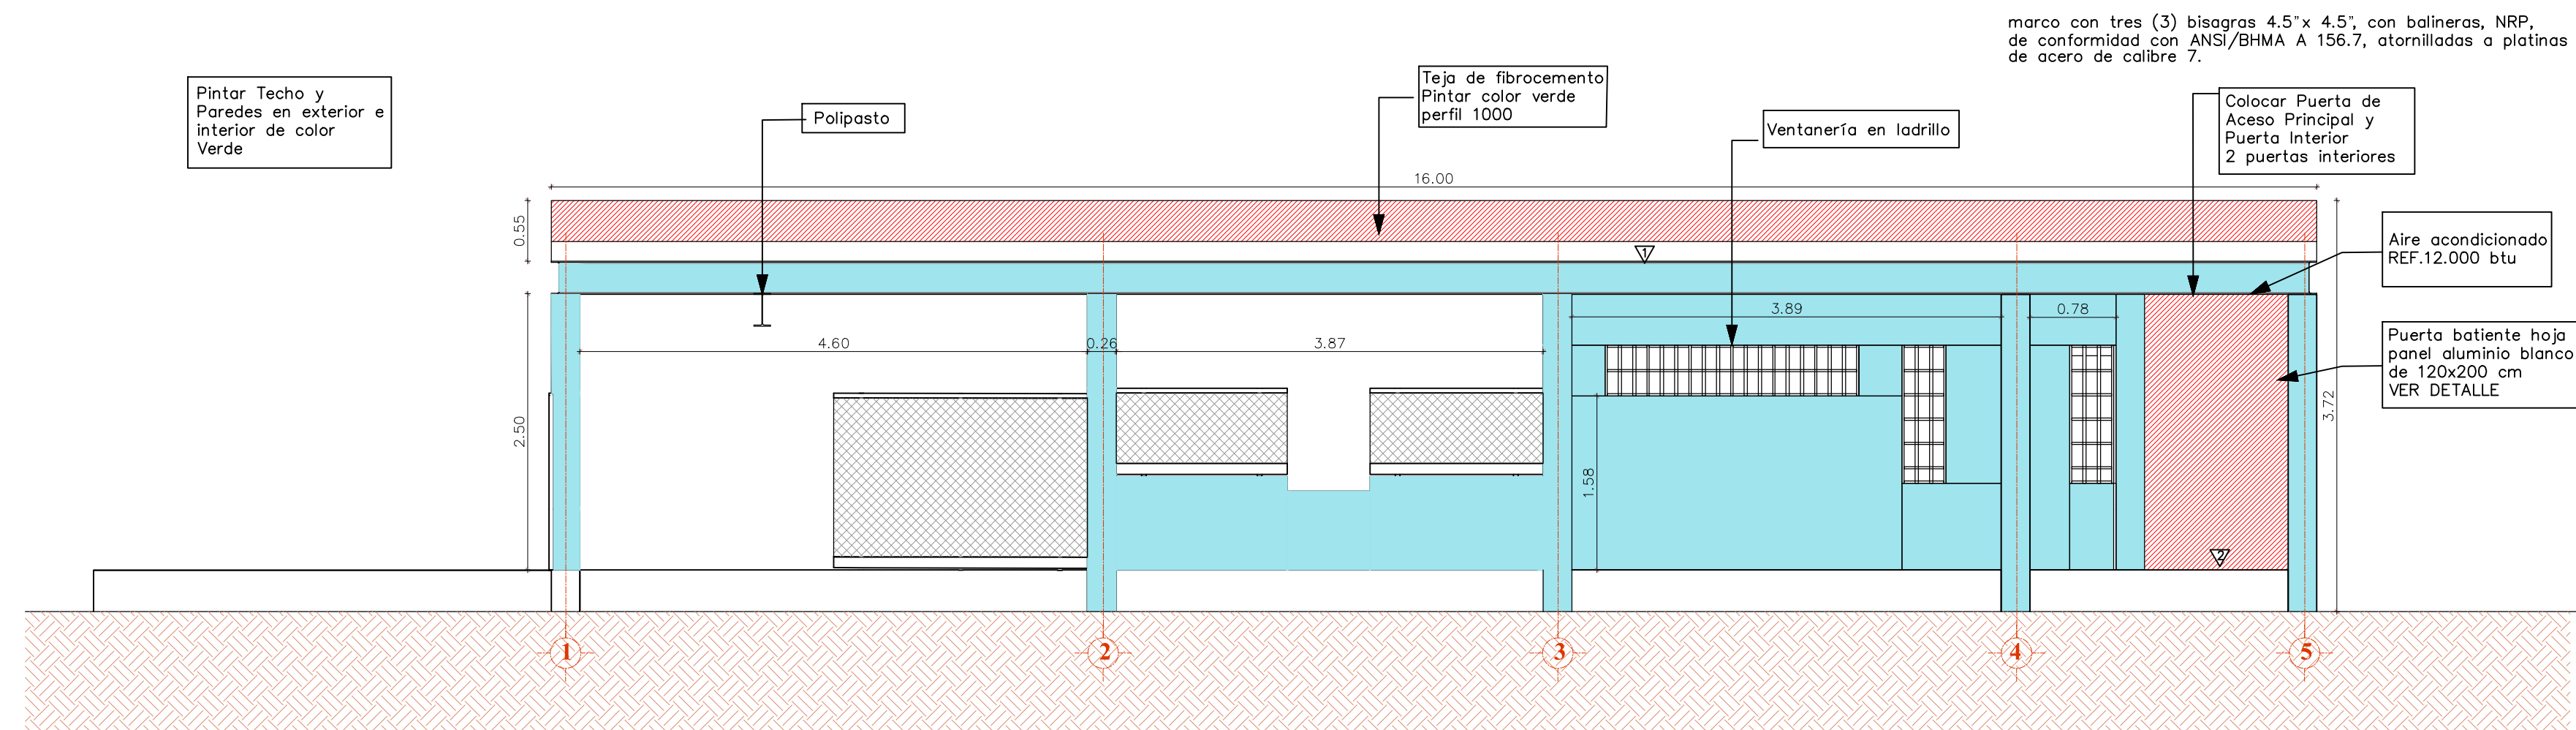 marco con tres (3) bisagras 4.5"x 4.5", con balineras, NRP,
de conformidad con ANSI/BHMA A 156.7, atornilladas a platinas
de acero de calibre 7.
Pintar Techo y
Paredes en exterior e
interior de color
Verde
Polipasto
Teja de fibrocemento
Pintar color verde
perfil 1000
Ventanería en ladrillo
Colocar Puerta de
Aceso Principal y
Puerta Interior
2 puertas interiores
Aire acondicionado
REF.12.000 btu
Puerta batiente hoja
panel aluminio blanco
de 120x200 cm
VER DETALLE
16.00
0.55
1
3.89
0.78
4.60
0.26
3.87
2.50
1.58
3.72
2
1
2
3
4
5